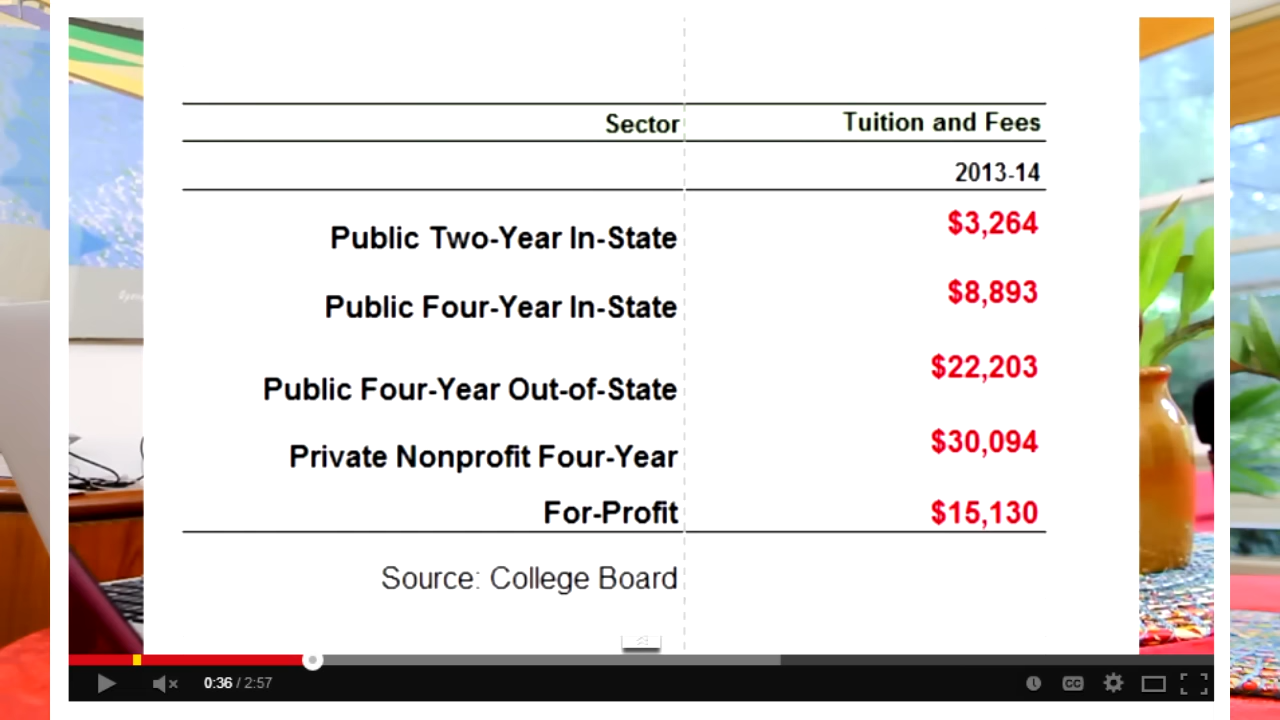 Sector Tuition and Fees
2013-14
Public Two-Year In-State $3,264
Public Four-Year In-State $8,893
Public Four-Year Out-of-State $22,203
Private Nonprofit Four-Year $30,094
For-Profit $15,130
Source: College Board
0:36 / 2:57
CC